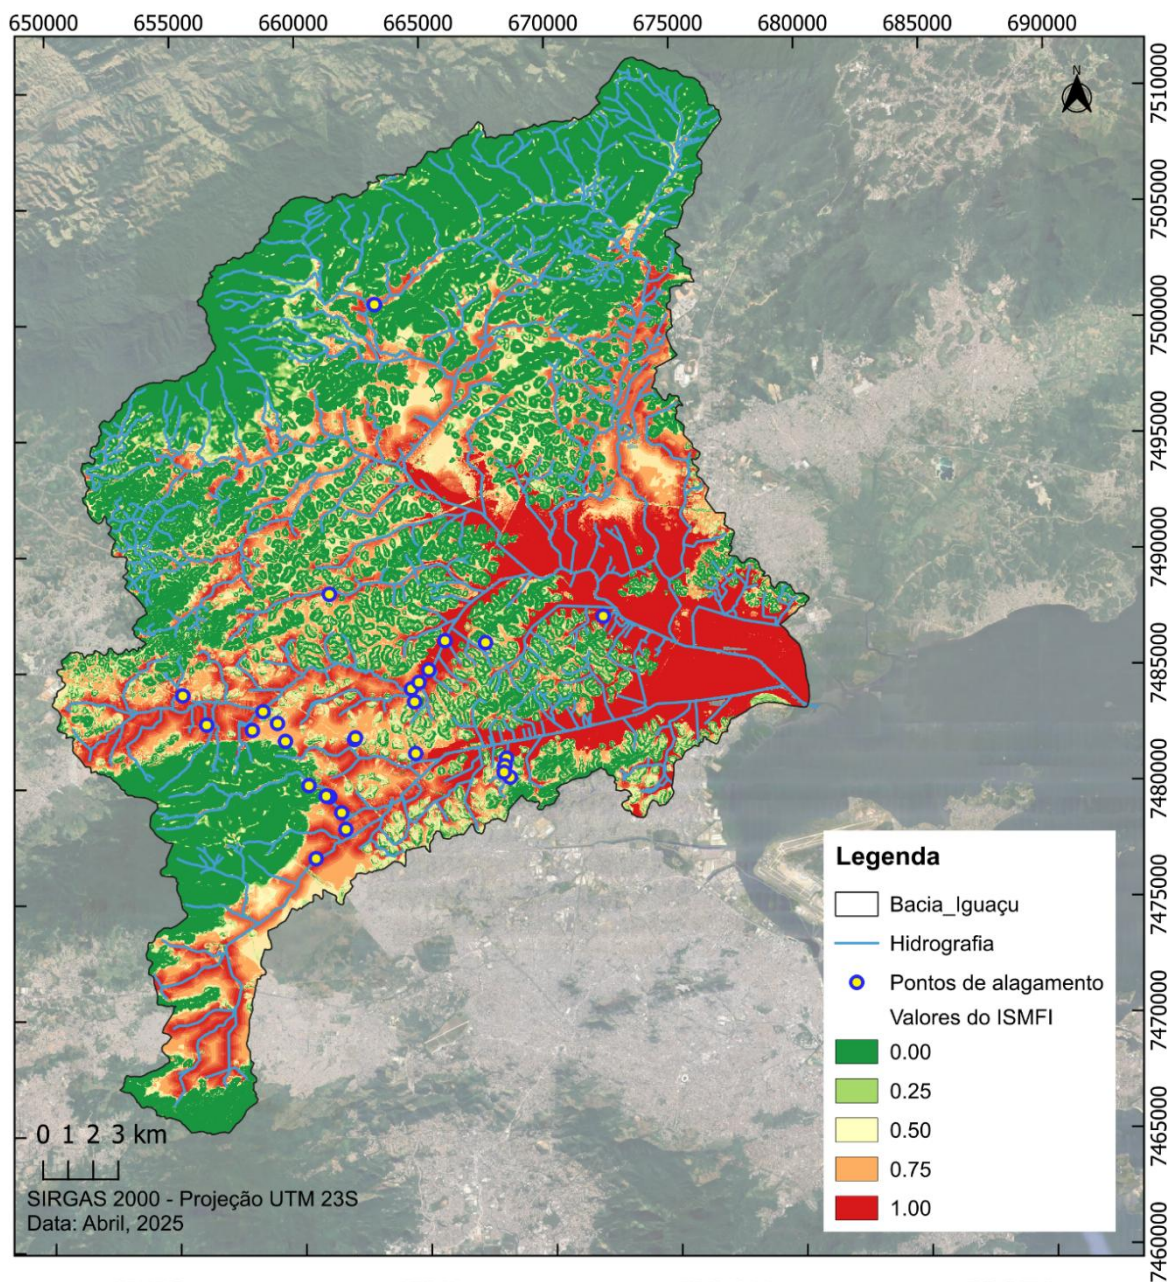 650000 655000 660000 665000 670000 675000 680000 685000 690000
N
7510000
7505000
7500000
7495000
7490000
7485000
7480000
7475000
7470000
7465000
7460000
Legenda
Bacia_Iguaçu
Hidrografia
Pontos de alagamento
Valores do ISMFI
0.00
0.25
0.50
0.75
1.00
0 1 2 3 km
SIRGAS 2000 - Projeção UTM 23S
Data: Abril, 2025